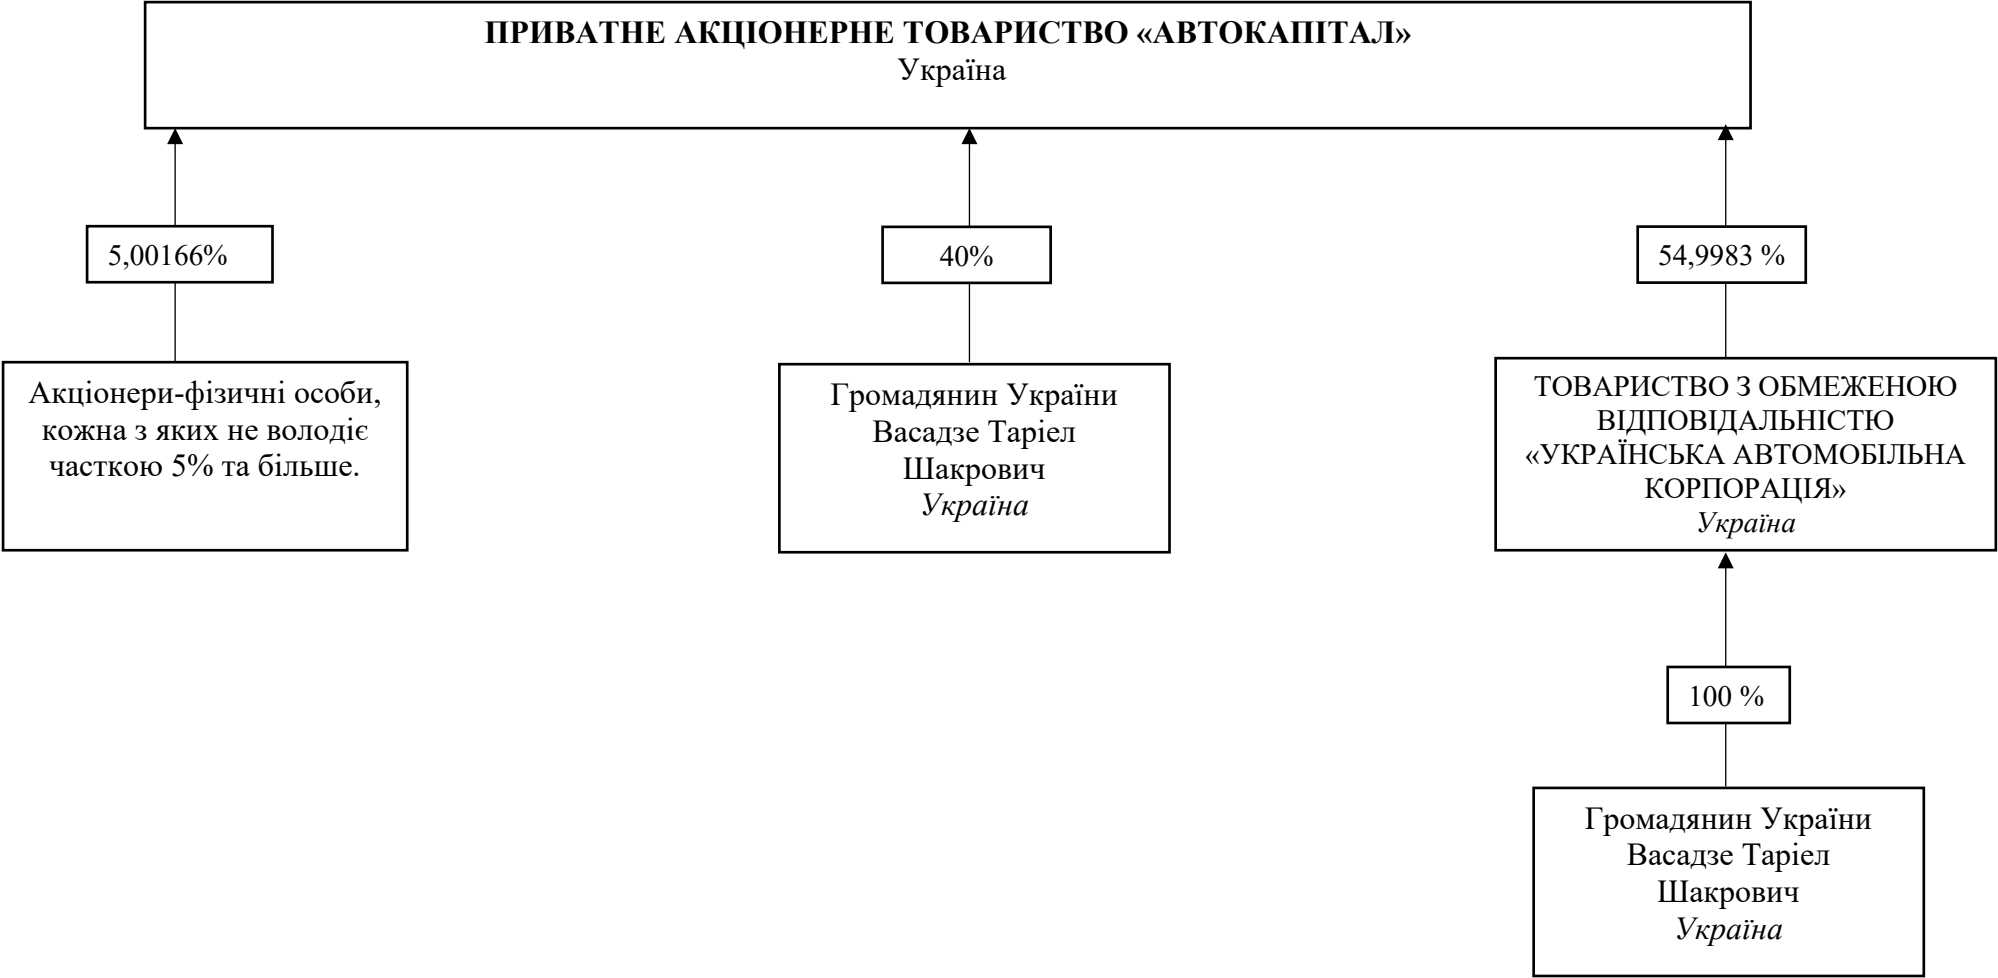 ПРИВАТНЕ АКЦІОНЕРНЕ ТОВАРИСТВО «АВТОКАПІТАЛ»
Україна
5,00166%
40%
54,9983 %
Акціонери-фізичні особи,
кожна з яких не володіє
часткою 5% та більше.
Громадянин України
Васадзе Таріел
Шакрович
Україна
ТОВАРИСТВО З ОБМЕЖЕНОЮ
ВІДПОВІДАЛЬНІСТЮ
«УКРАЇНСЬКА АВТОМОБІЛЬНА
КОРПОРАЦІЯ»
Україна
100 %
Громадянин України
Васадзе Таріел
Шакрович
Україна